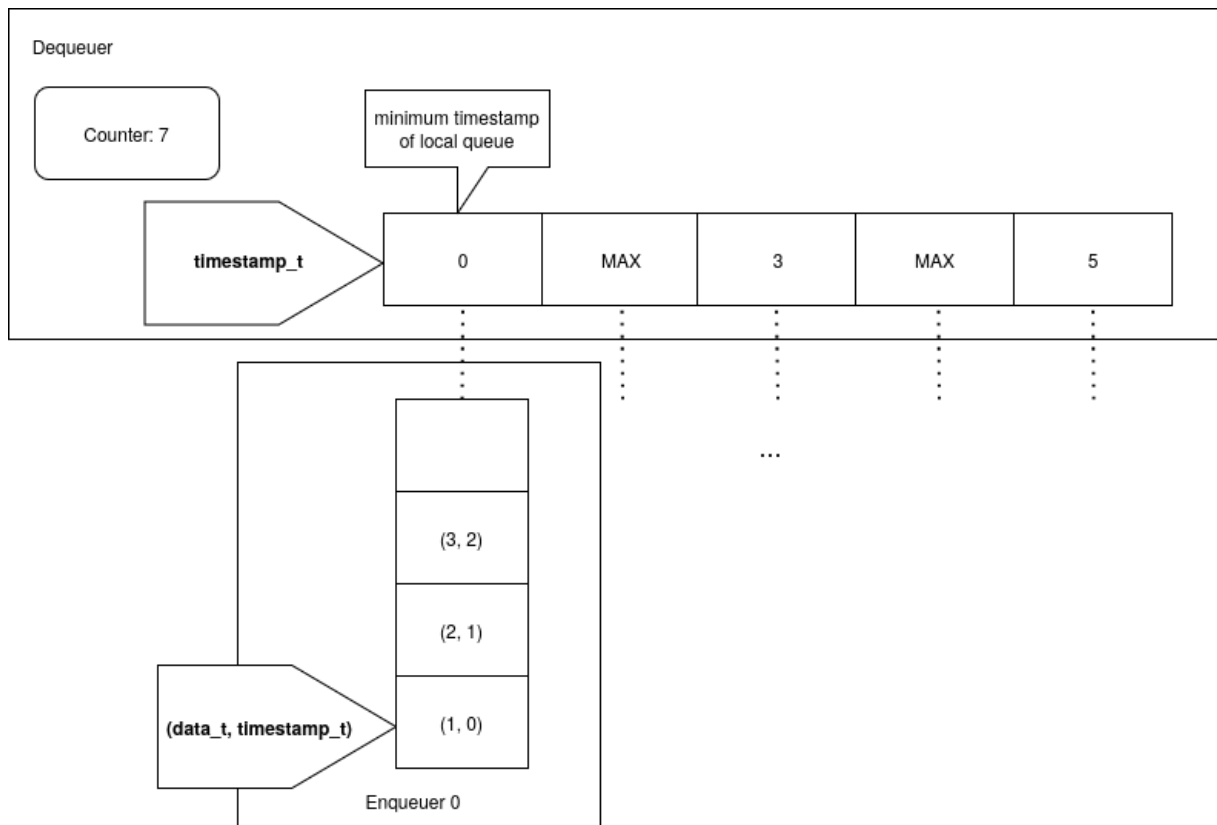 Dequeuer
Counter: 7
minimum timestamp
of local queue
timestamp_t
0
MAX
3
MAX
5
...
(3, 2)
(2, 1)
(data_t, timestamp_t)
(1, 0)
Enqueuer 0